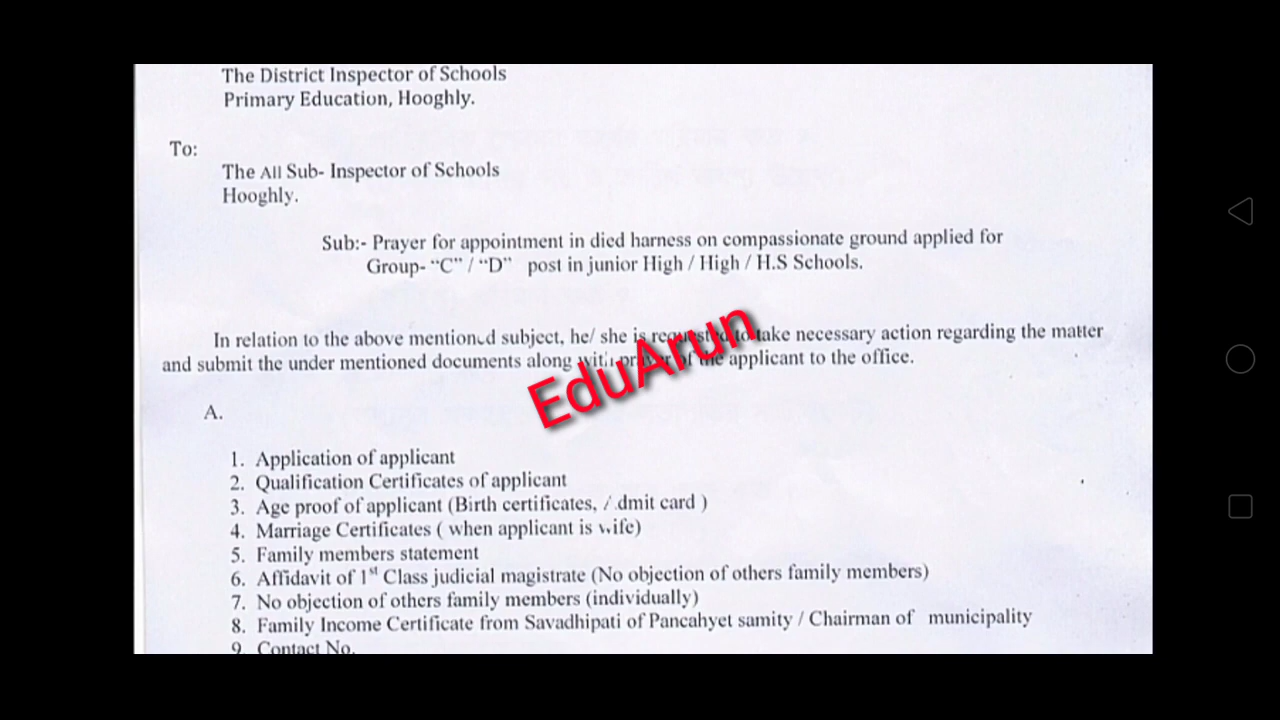 The District Inspector of Schools
Primary Education, Hooghly.
To:
The All Sub- Inspector of Schools
Hooghly.
Sub:- Prayer for appointment in died harness on compassionate ground applied for
Group- “C” / “D” post in junior High / High / H.S Schools.
In relation to the above mentioned subject, he/ she is requested to take necessary action regarding the matter
and submit the under mentioned documents along with prayer of the applicant to the office.
EduArun
A.
1. Application of applicant
2. Qualification Certificates of applicant
3. Age proof of applicant (Birth certificates, / .dmit card )
4. Marriage Certificates ( when applicant is wife)
5. Family members statement
6. Affidavit of 1st Class judicial magistrate (No objection of others family members)
7. No objection of others family members (individually)
8. Family Income Certificate from Savadhipati of Pancahyet samity / Chairman of municipality
9. Contact No.